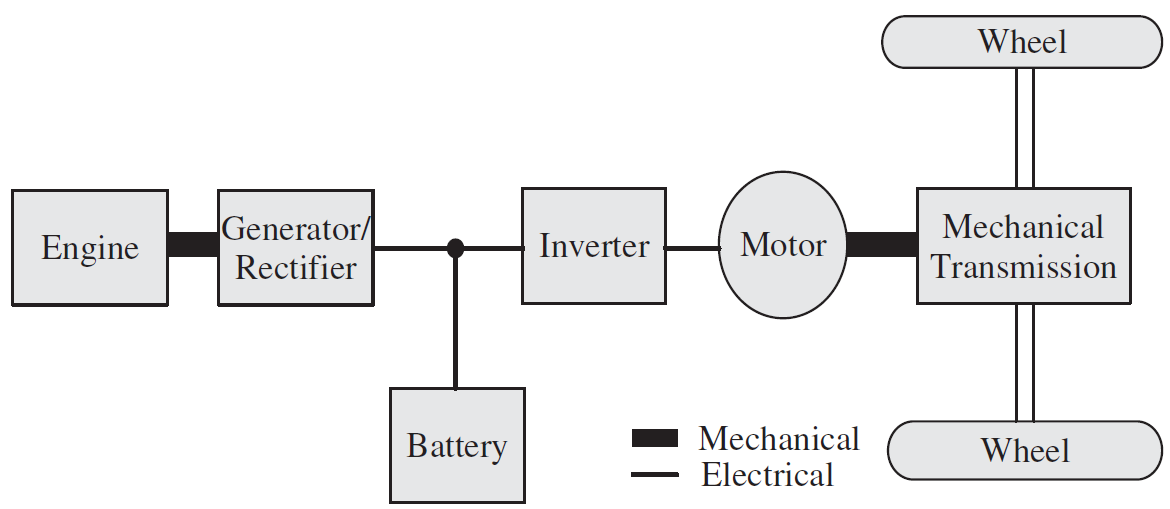 Wheel
Engine
Generator/
Rectifier
Inverter
Motor
Mechanical
Transmission
Battery
Mechanical
Electrical
Wheel